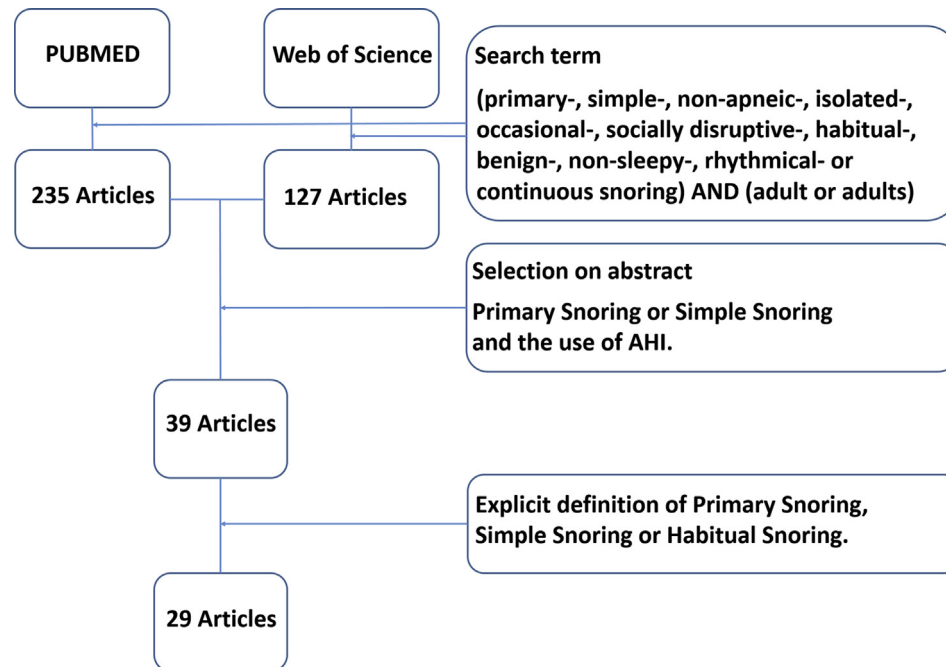 PUBMED
Web of Science
Search term
(primary-, simple-, non-apneic-, isolated-,
occasional-, socially disruptive-, habitual-,
benign-, non-sleepy-, rhythmical- or
continuous snoring) AND (adult or adults)
235 Articles
127 Articles
Selection on abstract
Primary Snoring or Simple Snoring
and the use of AHI.
39 Articles
Explicit definition of Primary Snoring,
Simple Snoring or Habitual Snoring.
29 Articles